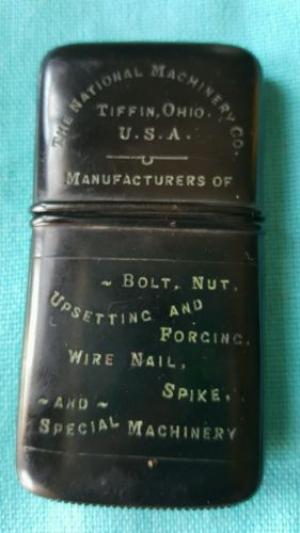 THE NATIONAL MACHINERY CO.
TIFFIN, OHIO.
U.S.A.
MANUFACTURERS OF
~ BOLT, NUT,
UPSETTING AND
FORGING,
WIRE NAIL,
SPIKE,
~ AND ~
SPECIAL MACHINERY